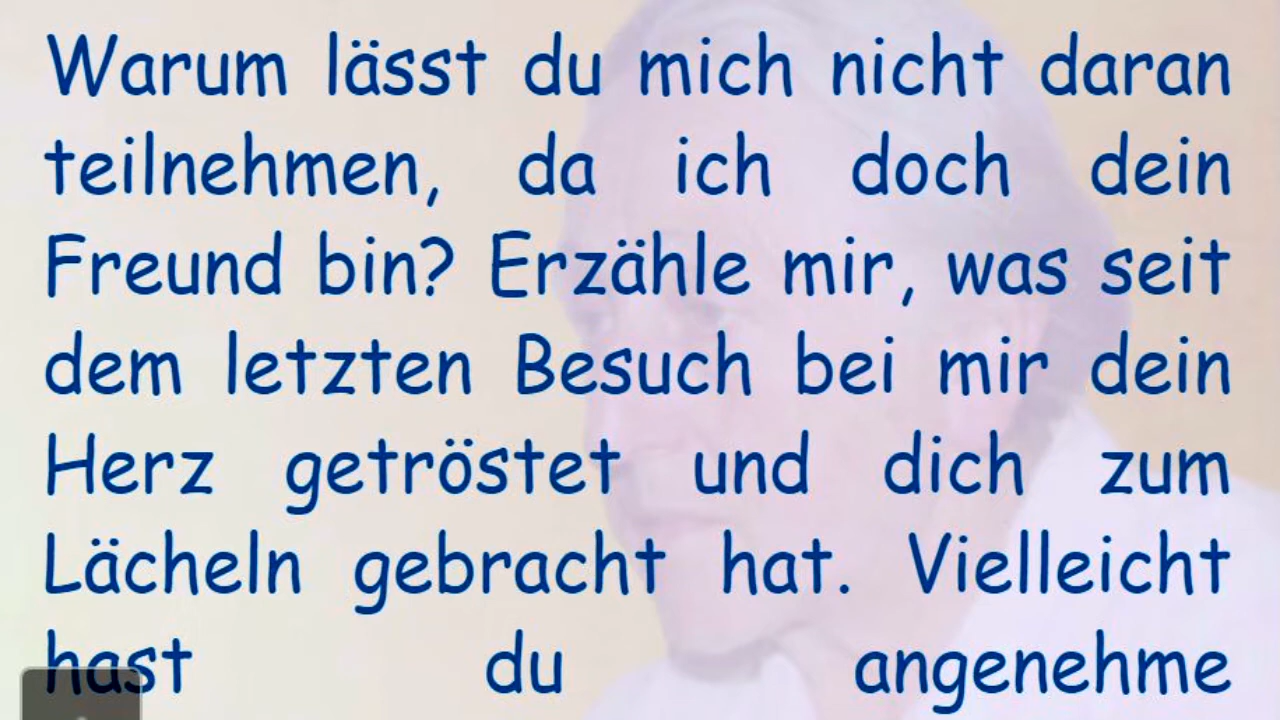 Warum lässt du mich nicht daran
teilnehmen, da ich doch dein
Freund bin? Erzähle mir, was seit
dem letzten Besuch bei mir dein
Herz getröstet und dich zum
Lächeln gebracht hat. Vielleicht
hast du angenehme